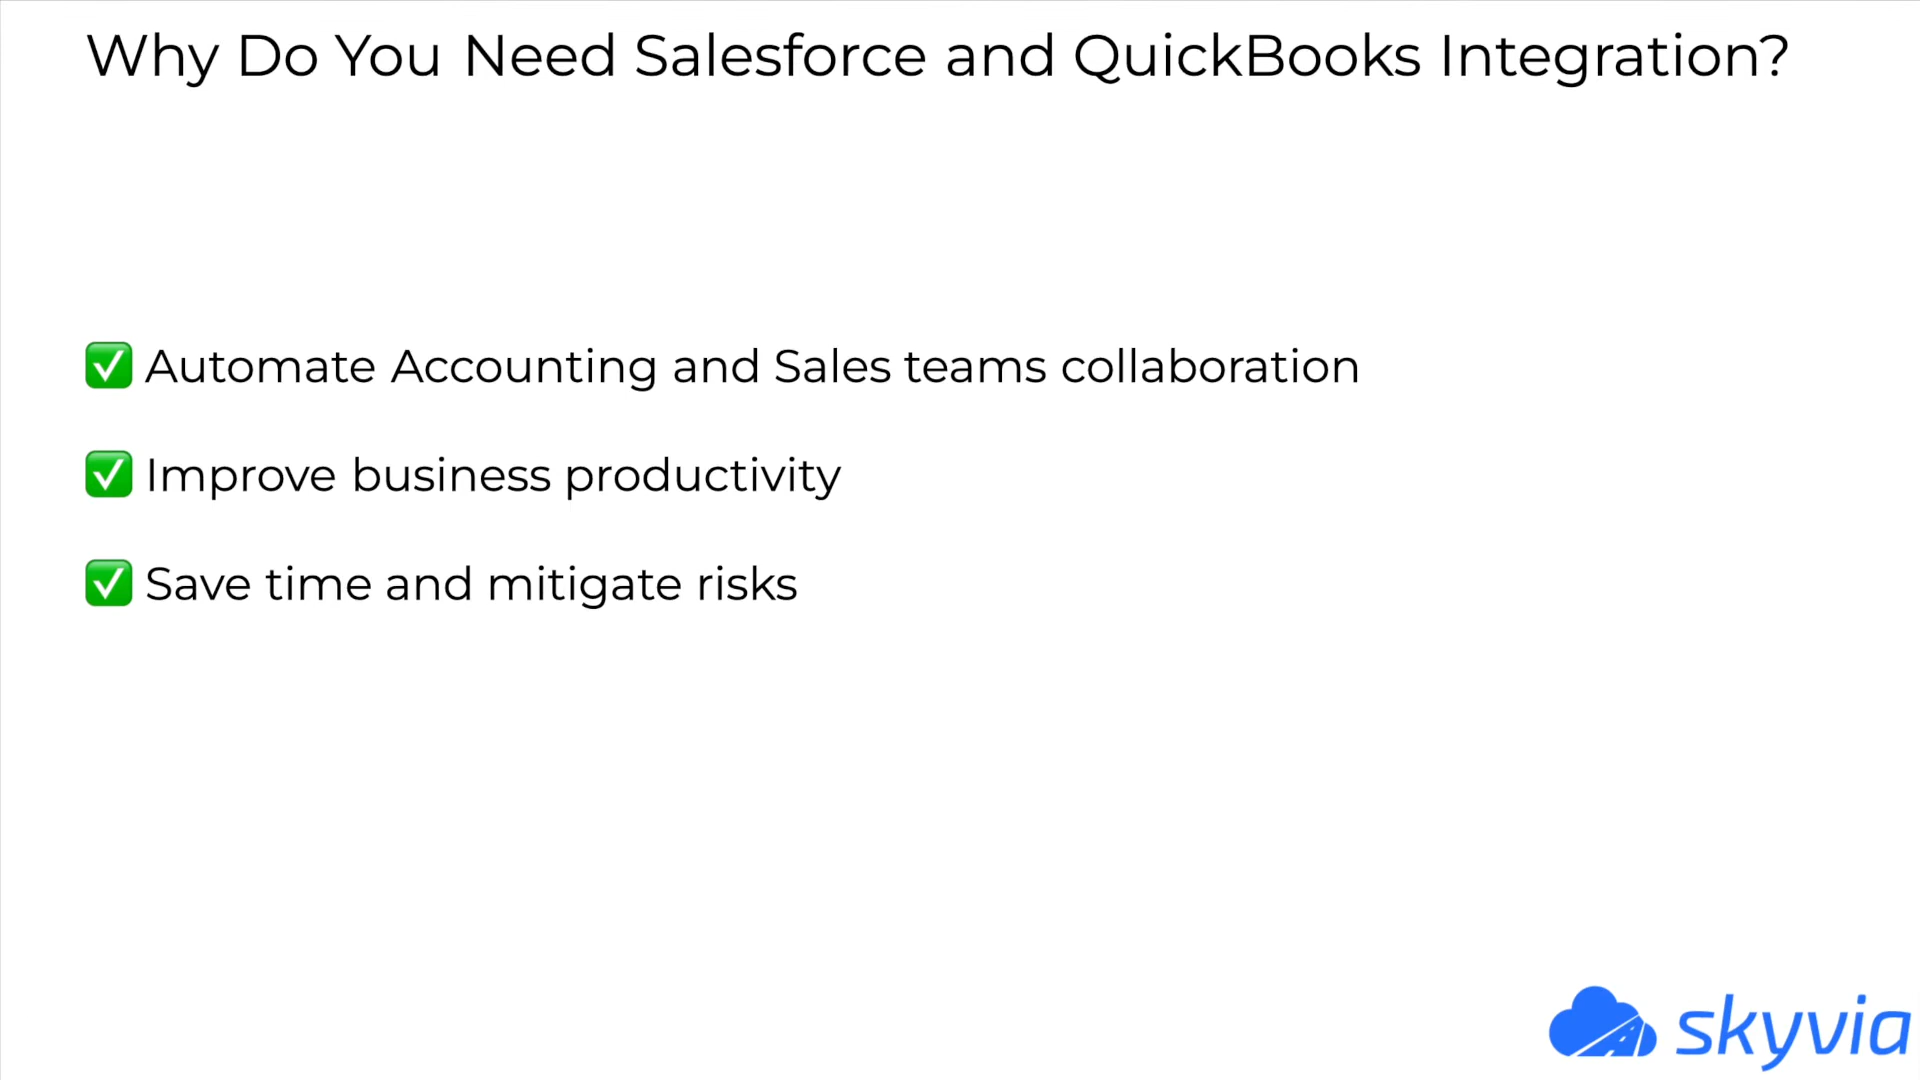 Why Do You Need Salesforce and QuickBooks Integration?
✅ Automate Accounting and Sales teams collaboration
✅ Improve business productivity
✅ Save time and mitigate risks
skyvia